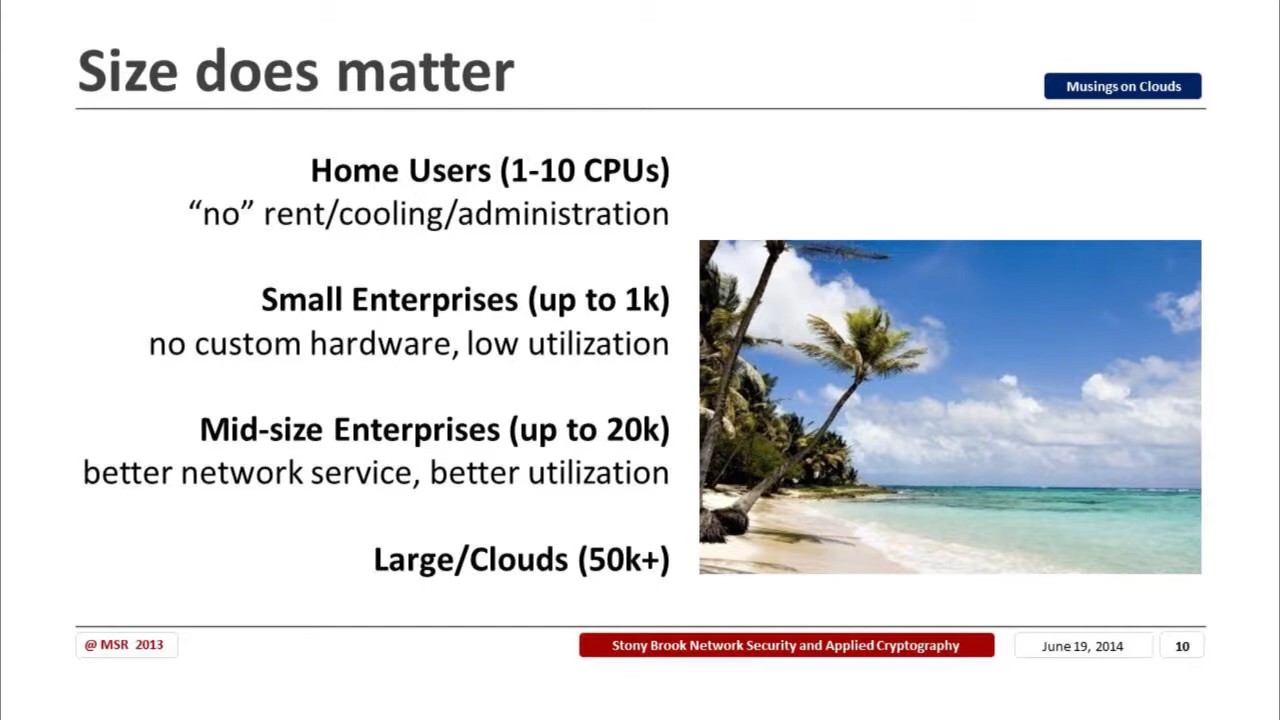 Size does matter
Musings on Clouds
Home Users (1-10 CPUs)
“no” rent/cooling/administration
Small Enterprises (up to 1k)
no custom hardware, low utilization
Mid-size Enterprises (up to 20k)
better network service, better utilization
Large/Clouds (50k+)
@ MSR 2013
Stony Brook Network Security and Applied Cryptography
June 19, 2014
10